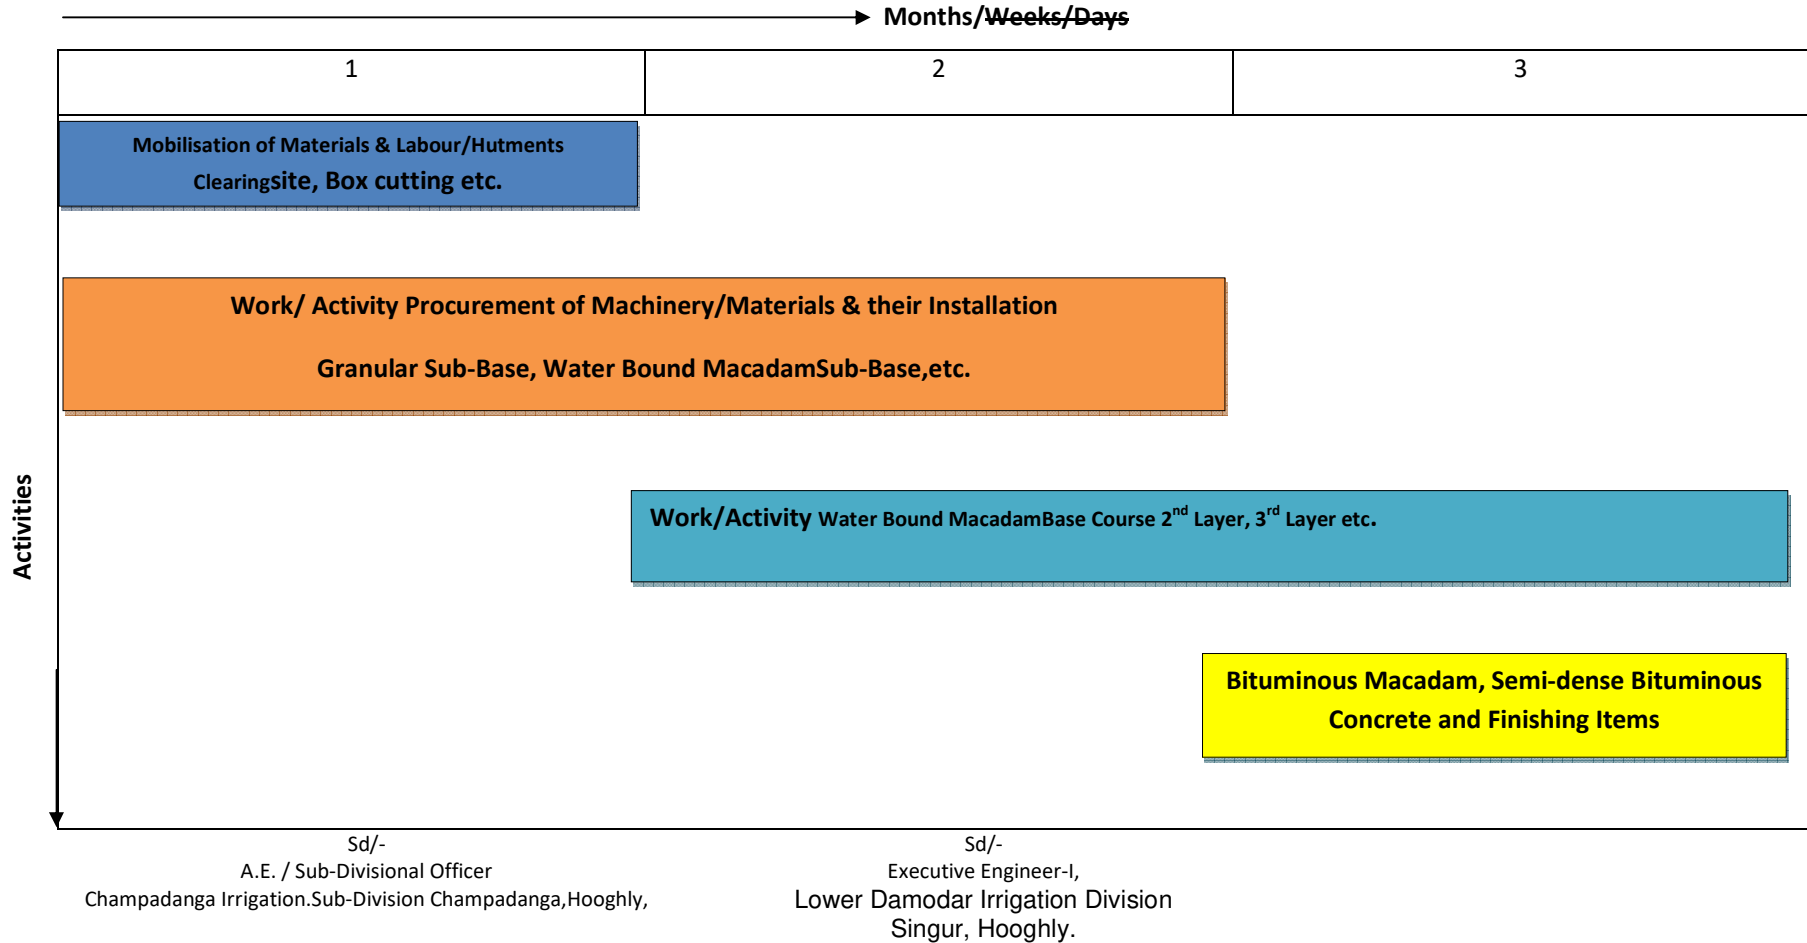 Months/Weeks/Days
1
2
3
Mobilisation of Materials & Labour/Hutments
Clearingsite, Box cutting etc.
Work/ Activity Procurement of Machinery/Materials & their Installation
Granular Sub-Base, Water Bound MacadamSub-Base,etc.
Activities
Work/Activity Water Bound MacadamBase Course 2nd Layer, 3rd Layer etc.
Bituminous Macadam, Semi-dense Bituminous
Concrete and Finishing Items
Sd/-
A.E. / Sub-Divisional Officer
Champadanga Irrigation.Sub-Division Champadanga,Hooghly,
Sd/-
Executive Engineer-I,
Lower Damodar Irrigation Division
Singur, Hooghly.